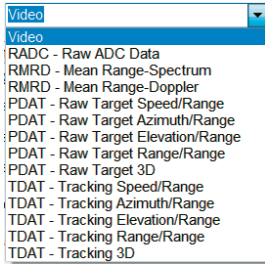 Video
Video
RADC - Raw ADC Data
RMRD - Mean Range-Spectrum
RMRD - Mean Range-Doppler
PDAT - Raw Target Speed/Range
PDAT - Raw Target Azimuth/Range
PDAT - Raw Target Elevation/Range
PDAT - Raw Target Range/Range
PDAT - Raw Target 3D
TDAT - Tracking Speed/Range
TDAT - Tracking Azimuth/Range
TDAT - Tracking Elevation/Range
TDAT - Tracking Range/Range
TDAT - Tracking 3D